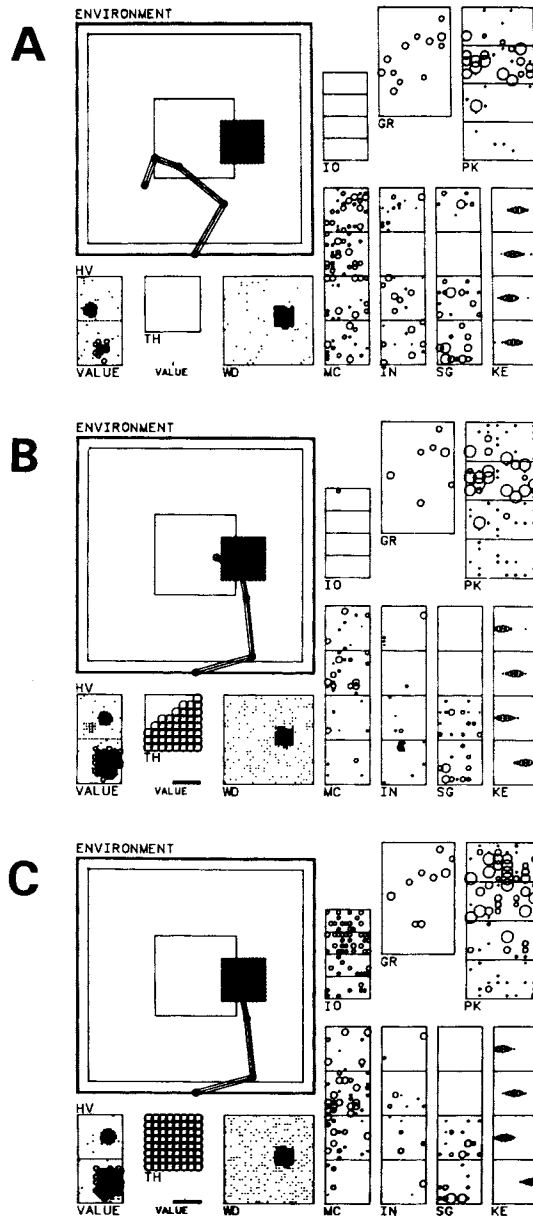 A
ENVIRONMENT
GR
IO
PK
HV
TH
VALUE
VALUE
WD
MC
IN
SG
KE
B
ENVIRONMENT
GR
IO
PK
HV
TH
VALUE
VALUE
WD
MC
IN
SG
KE
C
ENVIRONMENT
GR
IO
PK
HV
TH
VALUE
VALUE
WD
MC
IN
SG
KE